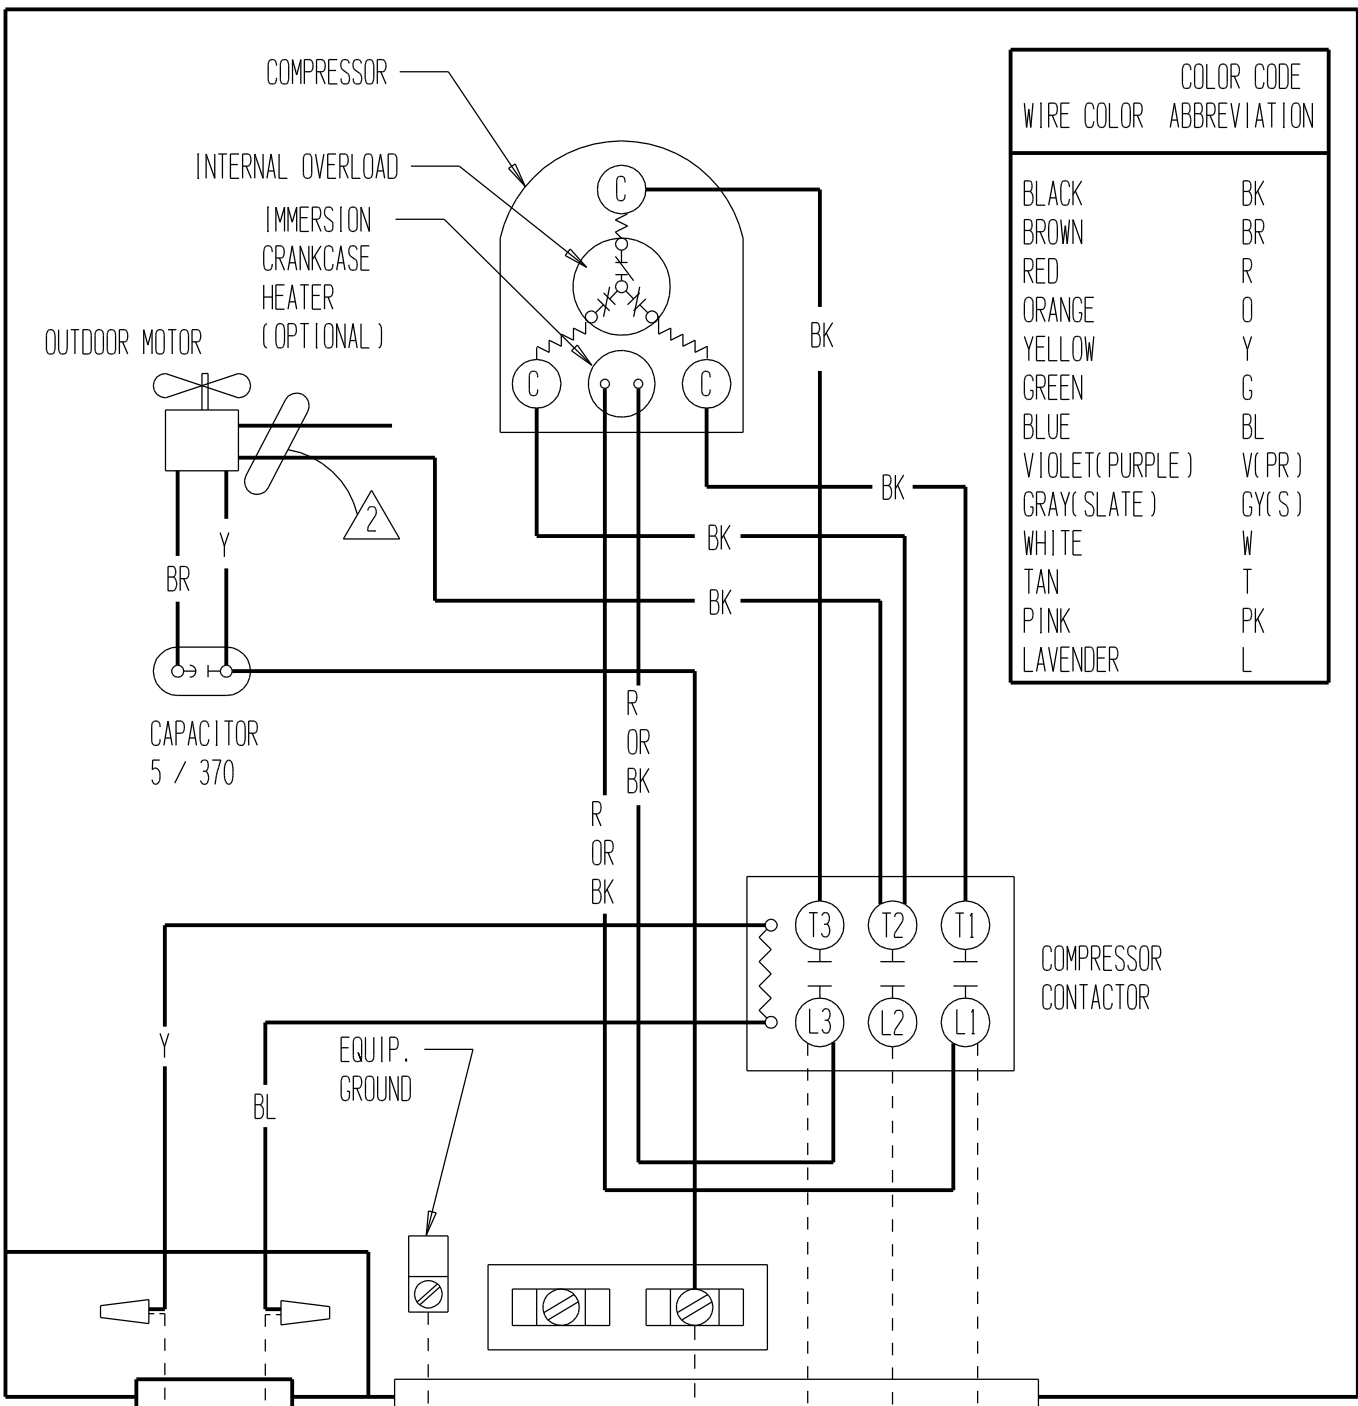 COMPRESSOR
INTERNAL OVERLOAD
IMMERSION
CRANKCASE
HEATER
(OPTIONAL)
OUTDOOR MOTOR
C
C
C
BK
BK
BK
BK
2
Y
BR
CAPACITOR
5 / 370
R
OR
BK
R
OR
BK
T3
T2
T1
L3
L2
L1
COMPRESSOR
CONTACTOR
Y
BL
EQUIP.
GROUND
COLOR CODE
WIRE COLOR ABBREVIATION
BLACK BK
BROWN BR
RED R
ORANGE O
YELLOW Y
GREEN G
BLUE BL
VIOLET(PURPLE) V(PR)
GRAY(SLATE) GY(S)
WHITE W
TAN T
PINK PK
LAVENDER L